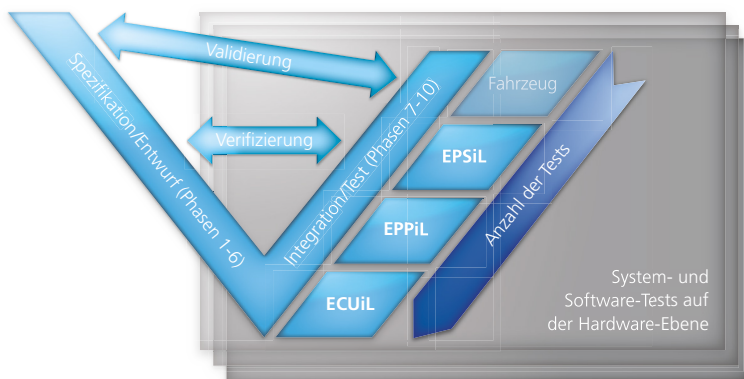 Validierung
Spezifikation/Entwurf (Phasen 1-6)
Verifizierung
Integration/Test (Phasen 7-10)
Fahrzeug
EPSiL
EPPiL
ECUiL
Anzahl der Tests
System- und
Software-Tests auf
der Hardware-Ebene